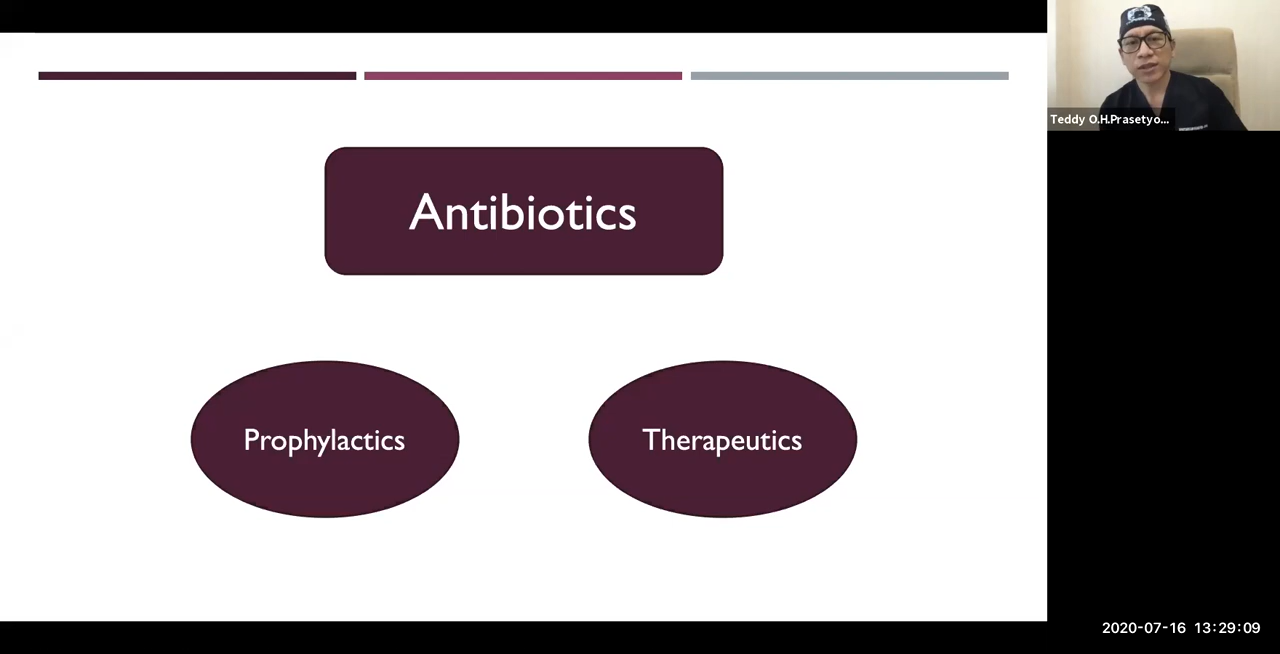 Antibiotics
Prophylactics
Therapeutics
Teddy O.H.Prasetyo...
2020-07-16 13:29:09